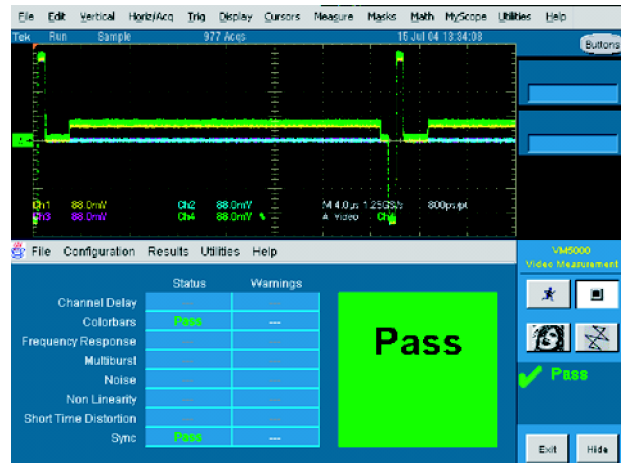 File Edit Vertical Horiz/Acq Trig Display Cursors Measure Masks Math MyScope Utilities Help
Tek Run Sample 977 Acqs 15 Jul 04 13:34:08
Buttons
Ch1 88.0mV Ch2 88.0mV M 4.0µs 1.25GS/s 800ps/pt
Ch3 88.0mV Ch4 88.0mV A Video Ch4
File Configuration Results Utilities Help
VM5000
Video Measurement
Status Warnings
Channel Delay --- ---
Colorbars Pass ---
Frequency Response --- ---
Multiburst --- ---
Noise --- ---
Non Linearity --- ---
Short Time Distortion --- ---
Sync Pass ---
Pass
Pass
Exit Hide